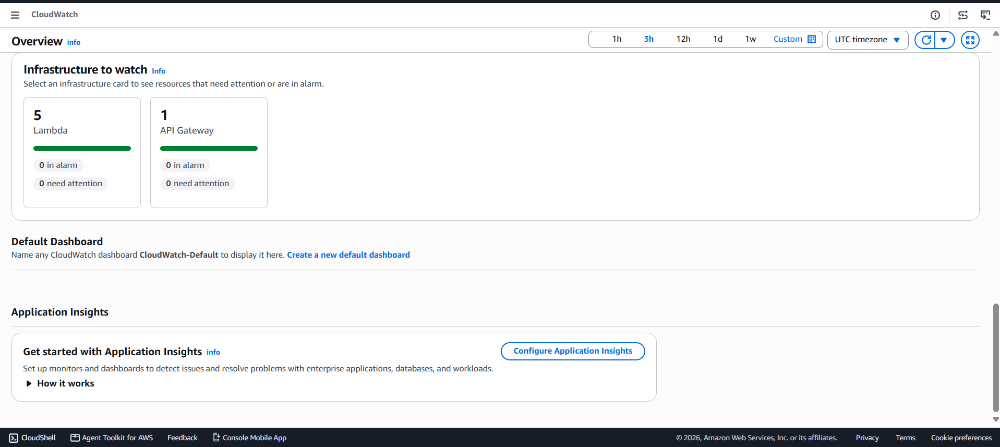 CloudWatch
Overview info
1h 3h 12h 1d 1w Custom UTC timezone
Infrastructure to watch Info
Select an infrastructure card to see resources that need attention or are in alarm.
5
Lambda
0 in alarm
0 need attention
1
API Gateway
0 in alarm
0 need attention
Default Dashboard
Name any CloudWatch dashboard CloudWatch-Default to display it here. Create a new default dashboard
Application Insights
Get started with Application Insights info
Configure Application Insights
Set up monitors and dashboards to detect issues and resolve problems with enterprise applications, databases, and workloads.
How it works
CloudShell Agent Toolkit for AWS Feedback Console Mobile App © 2026, Amazon Web Services, Inc. or its affiliates. Privacy Terms Cookie preferences